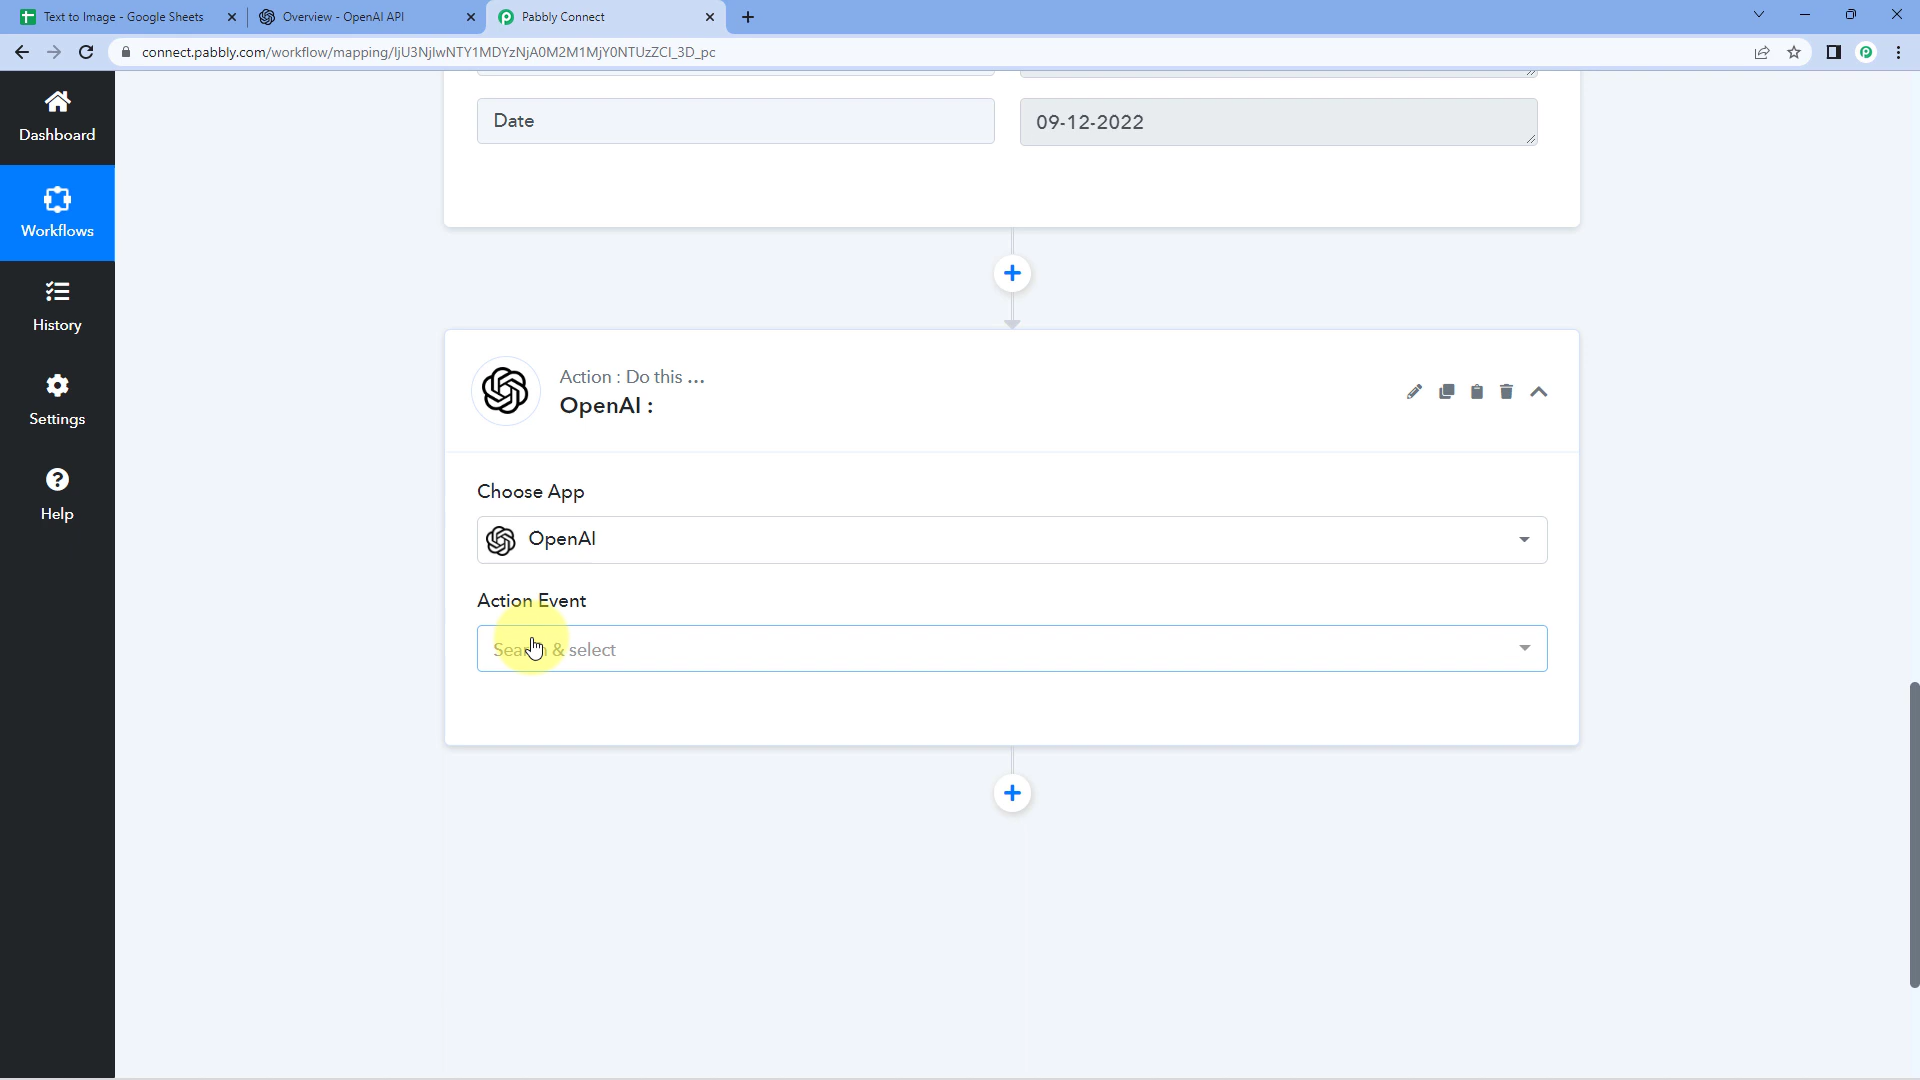 Text to Image - Google Sheets
Overview - OpenAI API
Pabbly Connect
connect.pabbly.com/workflow/mapping/IjU3NjIwNTY1MDYzNjA0M2M1MjY0NTUzZCI_3D_pc
Dashboard
Workflows
History
Settings
Help
Date
09-12-2022
Action : Do this ...
OpenAI :
Choose App
OpenAI
Action Event
& select